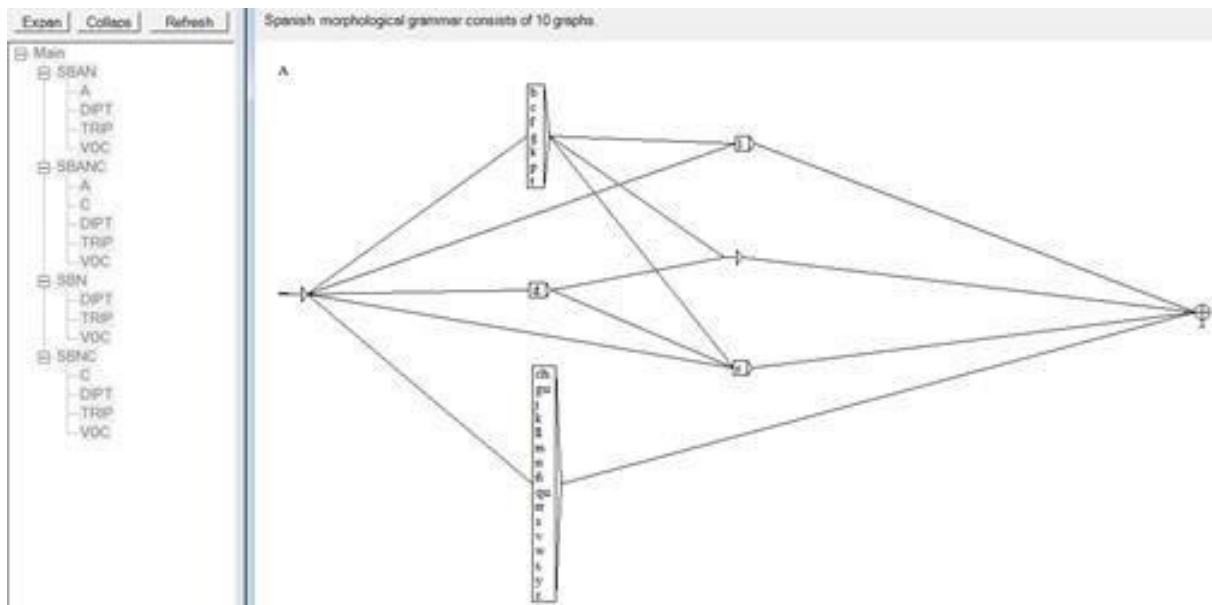 Expan Collaps Refresh
Spanish morphological grammar consists of 10 graphs.
Main
SBAN
A
DIPT
TRIP
VOC
SBANC
A
C
DIPT
TRIP
VOC
SBN
DIPT
TRIP
VOC
SBNC
C
DIPT
TRIP
VOC
A
b
c
f
g
k
p
t
l
d
r
ch
gu
j
k
ll
m
n
ñ
qu
rr
s
v
w
y